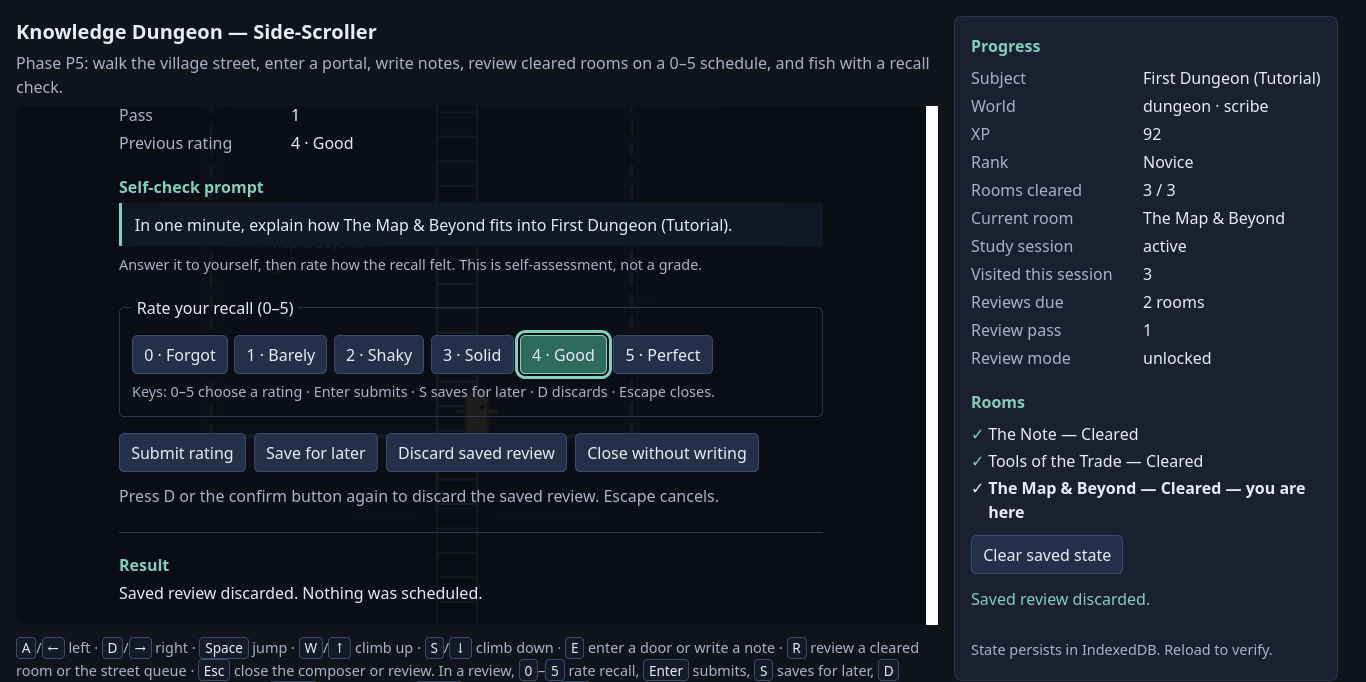 Knowledge Dungeon — Side-Scroller
Phase P5: walk the village street, enter a portal, write notes, review cleared rooms on a 0–5 schedule, and fish with a recall
check.
Pass 1
Previous rating 4 · Good
Self-check prompt
In one minute, explain how The Map & Beyond fits into First Dungeon (Tutorial).
Answer it to yourself, then rate how the recall felt. This is self-assessment, not a grade.
Rate your recall (0–5)
0 · Forgot 1 · Barely 2 · Shaky 3 · Solid 4 · Good 5 · Perfect
Keys: 0–5 choose a rating · Enter submits · S saves for later · D discards · Escape closes.
Submit rating Save for later Discard saved review Close without writing
Press D or the confirm button again to discard the saved review. Escape cancels.
Result
Saved review discarded. Nothing was scheduled.
A/← left · D/→ right · Space jump · W/↑ climb up · S/↓ climb down · E enter a door or write a note · R review a cleared
room or the street queue · Esc close the composer or review. In a review, 0–5 rate recall, Enter submits, S saves for later, D
Progress
Subject First Dungeon (Tutorial)
World dungeon · scribe
XP 92
Rank Novice
Rooms cleared 3 / 3
Current room The Map & Beyond
Study session active
Visited this session 3
Reviews due 2 rooms
Review pass 1
Review mode unlocked
Rooms
✓ The Note — Cleared
✓ Tools of the Trade — Cleared
✓ The Map & Beyond — Cleared — you are
here
Clear saved state
Saved review discarded.
State persists in IndexedDB. Reload to verify.